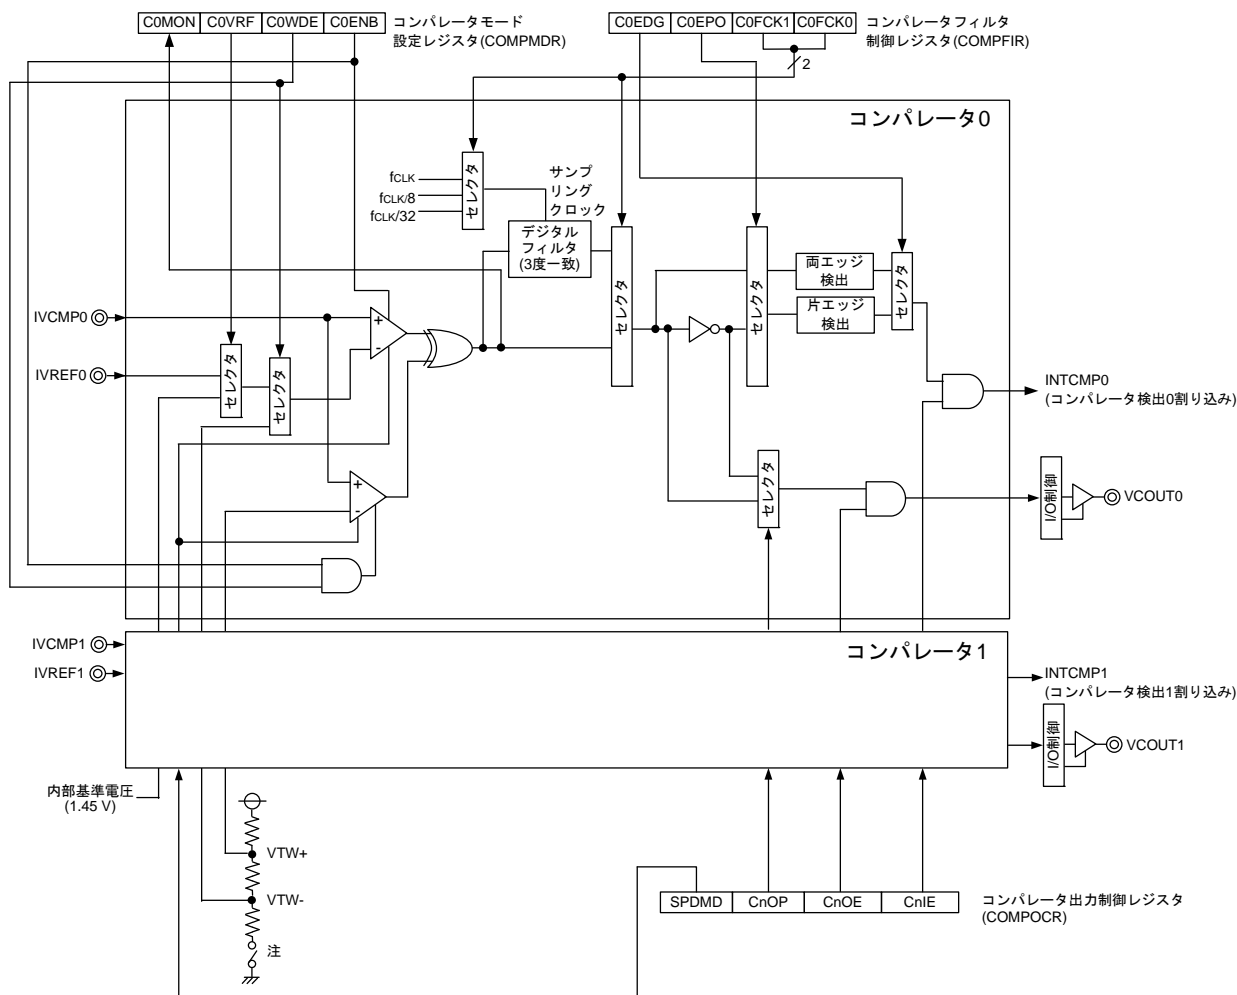 C0MON C0VRF C0WDE C0ENB
コンパレータモード
設定レジスタ(COMPMDR)
C0EDG C0EPO C0FCK1 C0FCK0
コンパレータフィルタ
制御レジスタ(COMPFIR)
2
コンパレータ0
fCLK
fCLK/8
fCLK/32
セレクタ
サンプ
リング
クロック
デジタル
フィルタ
(3度一致)
セレクタ
セレクタ
両エッジ
検出
片エッジ
検出
セレクタ
IVCMP0
IVREF0
セレクタ
セレクタ
+
-
+
-
INTCMP0
(コンパレータ検出0割り込み)
セレクタ
I/O制御
VCOUT0
IVCMP1
IVREF1
コンパレータ1
INTCMP1
(コンパレータ検出1割り込み)
I/O制御
VCOUT1
内部基準電圧
(1.45 V)
VTW+
VTW-
注
SPDMD CnOP CnOE CnIE
コンパレータ出力制御レジスタ
(COMPOCR)